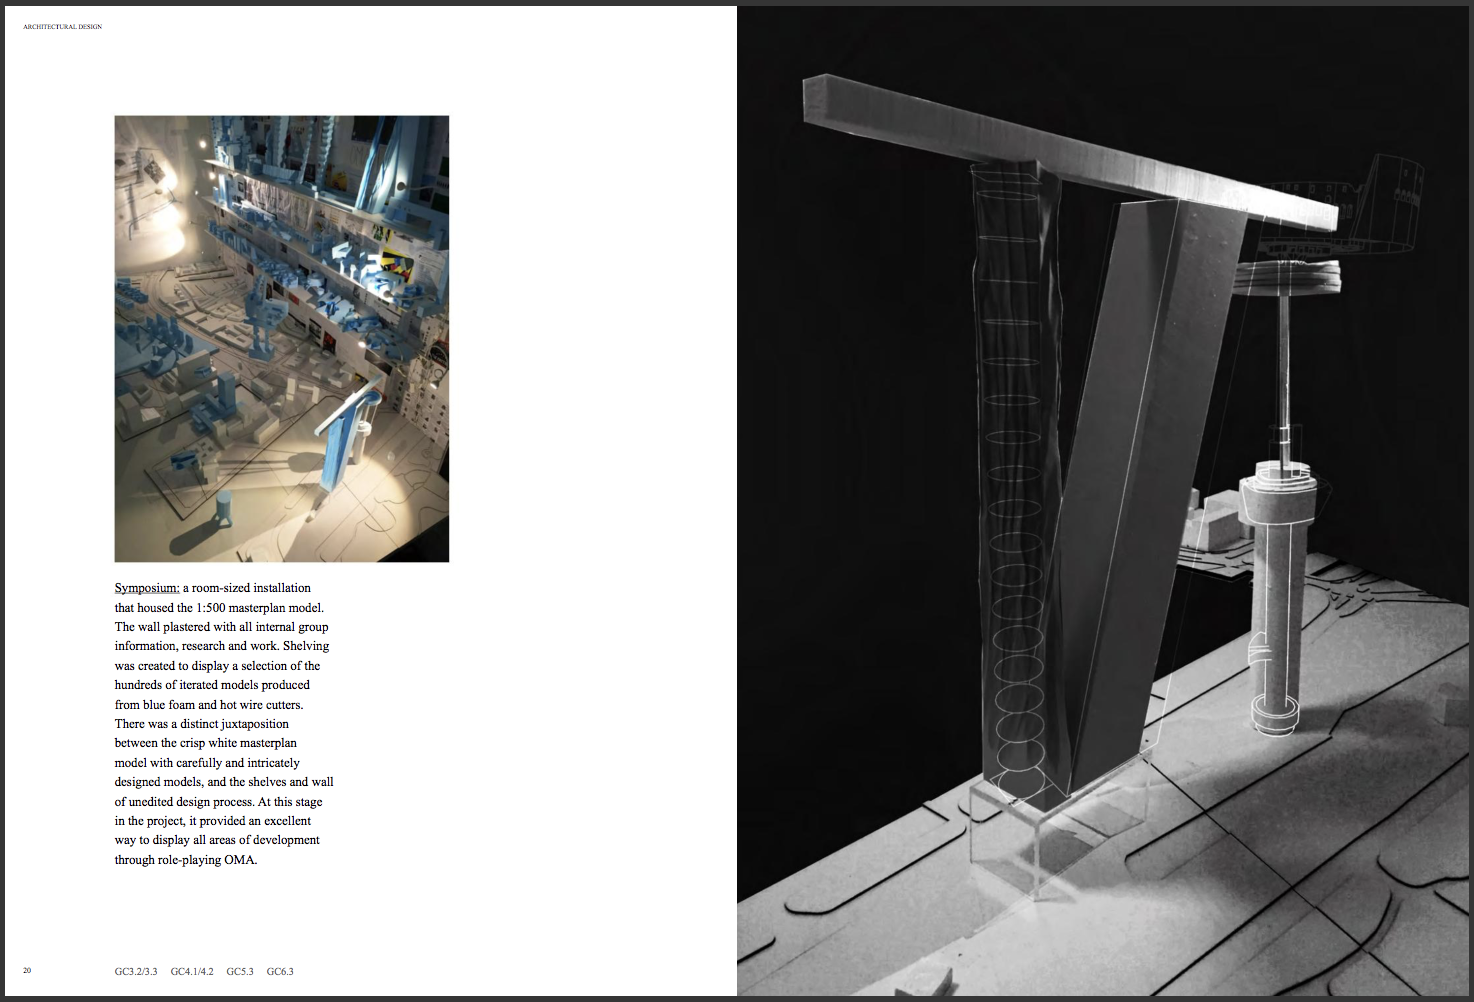 ARCHITECTURAL DESIGN
Symposium: a room-sized installation
that housed the 1:500 masterplan model.
The wall plastered with all internal group
information, research and work. Shelving
was created to display a selection of the
hundreds of iterated models produced
from blue foam and hot wire cutters.
There was a distinct juxtaposition
between the crisp white masterplan
model with carefully and intricately
designed models, and the shelves and wall
of unedited design process. At this stage
in the project, it provided an excellent
way to display all areas of development
through role-playing OMA.
20
GC3.2/3.3 GC4.1/4.2 GC5.3 GC6.3